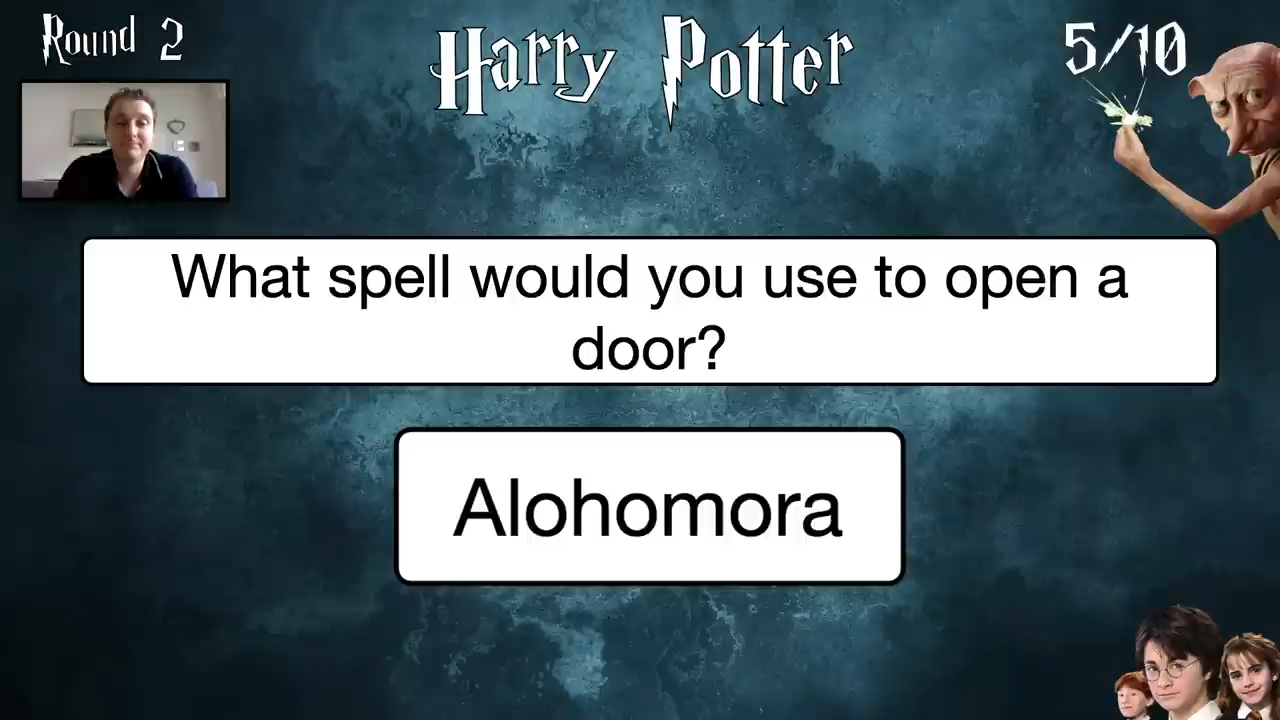 Round 2
Harry Potter
5/10
What spell would you use to open a
door?
Alohomora